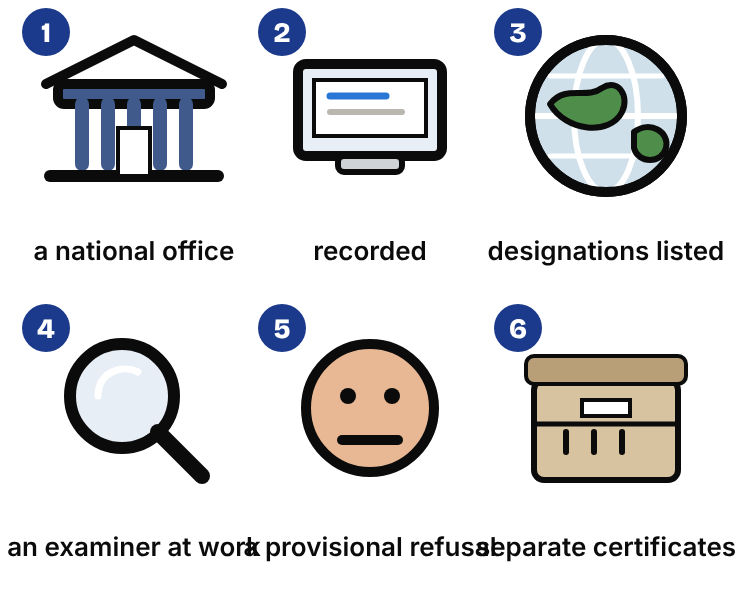 1
2
3
a national office
recorded
designations listed
4
5
6
an examiner at work
a provisional refusal
separate certificates